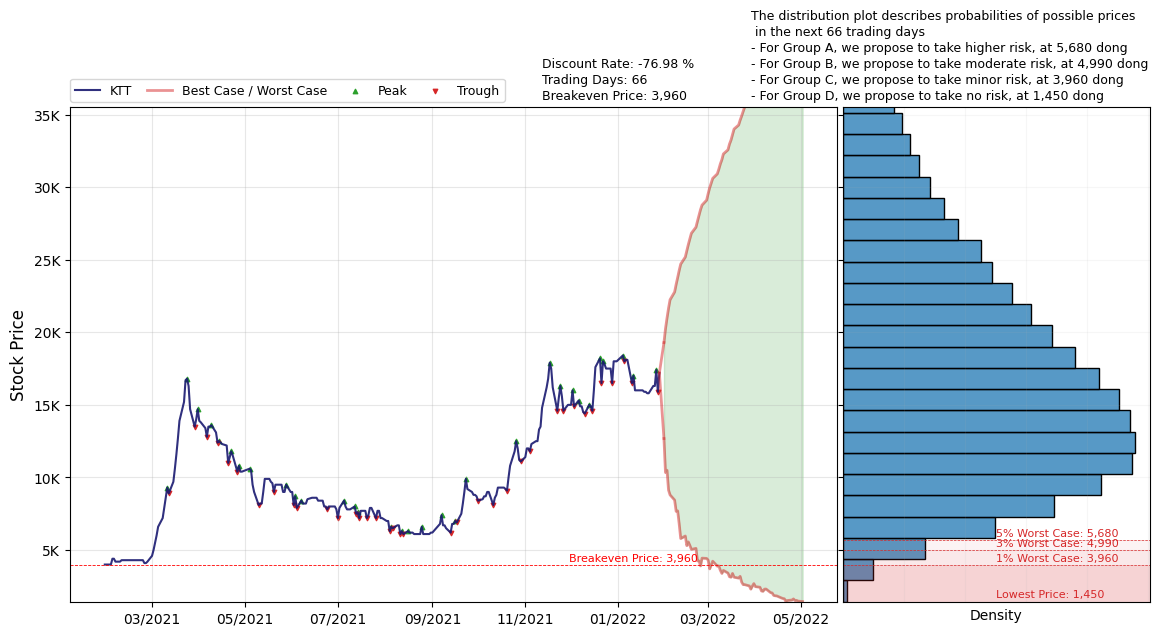 The distribution plot describes probabilities of possible prices
in the next 66 trading days
- For Group A, we propose to take higher risk, at 5,680 dong
- For Group B, we propose to take moderate risk, at 4,990 dong
- For Group C, we propose to take minor risk, at 3,960 dong
- For Group D, we propose to take no risk, at 1,450 dong
Discount Rate: -76.98 %
Trading Days: 66
Breakeven Price: 3,960
KTT
Best Case / Worst Case
Peak
Trough
Stock Price
35K
30K
25K
20K
15K
10K
5K
Breakeven Price: 3,960
5% Worst Case: 5,680
3% Worst Case: 4,990
1% Worst Case: 3,960
Lowest Price: 1,450
03/2021
05/2021
07/2021
09/2021
11/2021
01/2022
03/2022
05/2022
Density